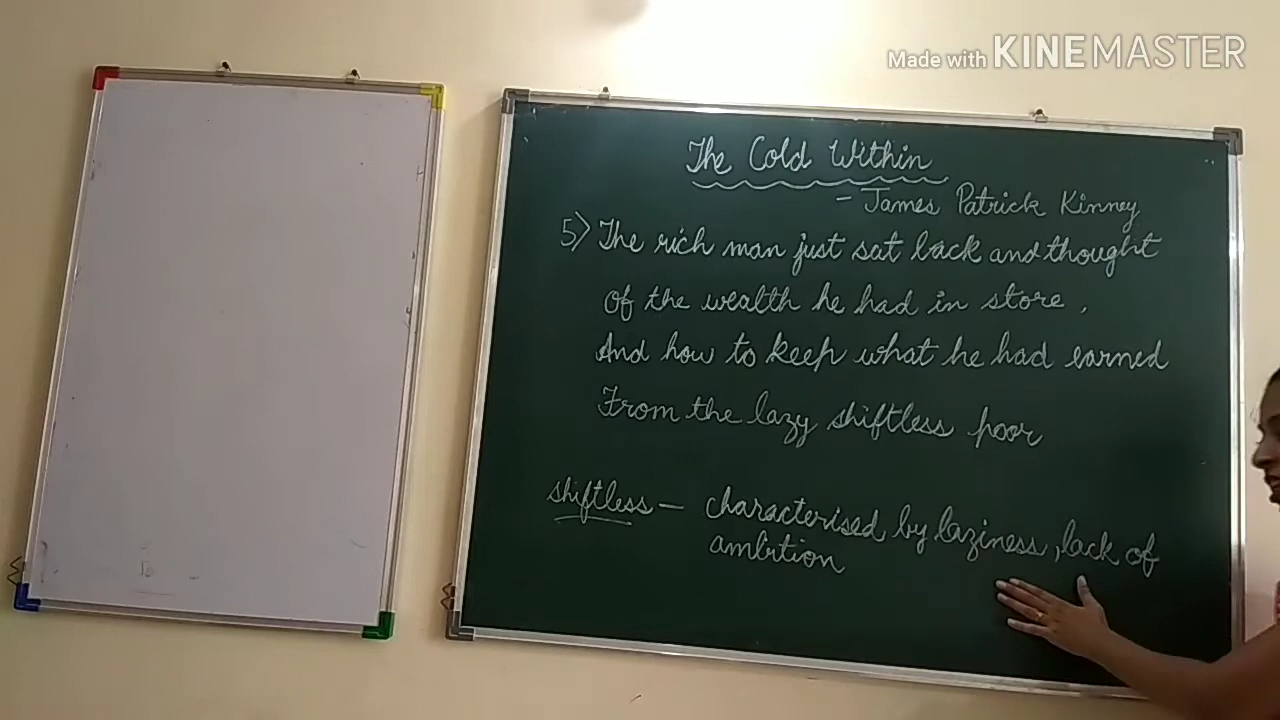 Made with KINEMASTER
The Cold Within
- James Patrick Kinney
5> The rich man just sat back and thought
Of the wealth he had in store,
And how to keep what he had earned
From the lazy shiftless poor
shiftless — characterised by laziness, lack of
ambition